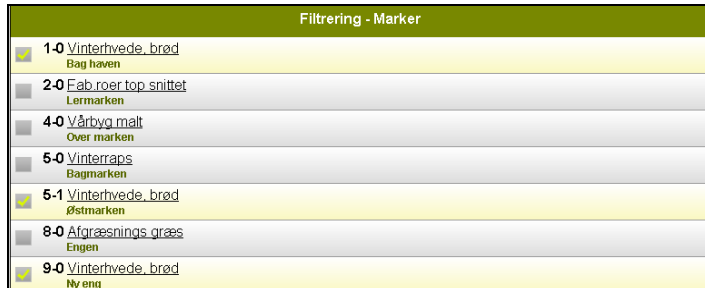 Filtrering - Marker
1-0 Vinterhvede, brød
Bag haven
2-0 Fab.roer top snittet
Lermarken
4-0 Vårbyg malt
Over marken
5-0 Vinterraps
Bagmarken
5-1 Vinterhvede, brød
Østmarken
8-0 Afgræsnings græs
Engen
9-0 Vinterhvede, brød
Ny eng